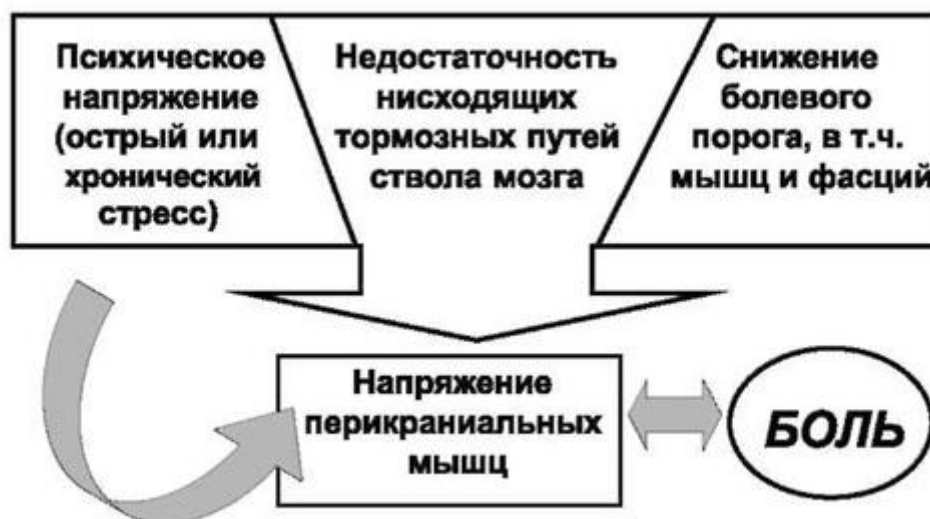 Психическое
напряжение
(острый или
хронический
стресс)
Недостаточность
нисходящих
тормозных путей
ствола мозга
Снижение
болевого
порога, в т.ч.
мышц и фасций
Напряжение
перикраниальных
мышц
БОЛЬ